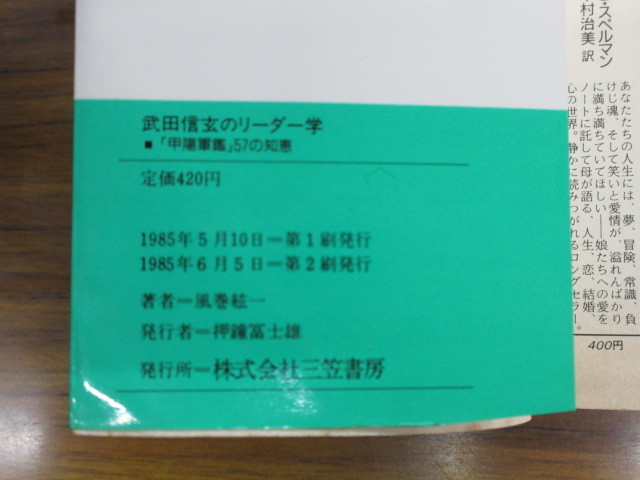 武田信玄のリーダー学
■「甲陽軍鑑」57の知恵
定価420円
1985年5月10日=第1刷発行
1985年6月5日=第2刷発行
著者=風巻絃一
発行者=押鐘冨士雄
発行所=株式会社三笠書房
・スペルマン
村治美 訳
あなたたちの人生には、夢、冒険、常識、負
けじ魂、そして笑いと愛情が、溢れんばかり
に満ち満ちていてほしい――娘たちへの愛を
ノートに託して母が語る、人生、恋、結婚、
心の世界。静かに読みつがれるロングセラー。
400円